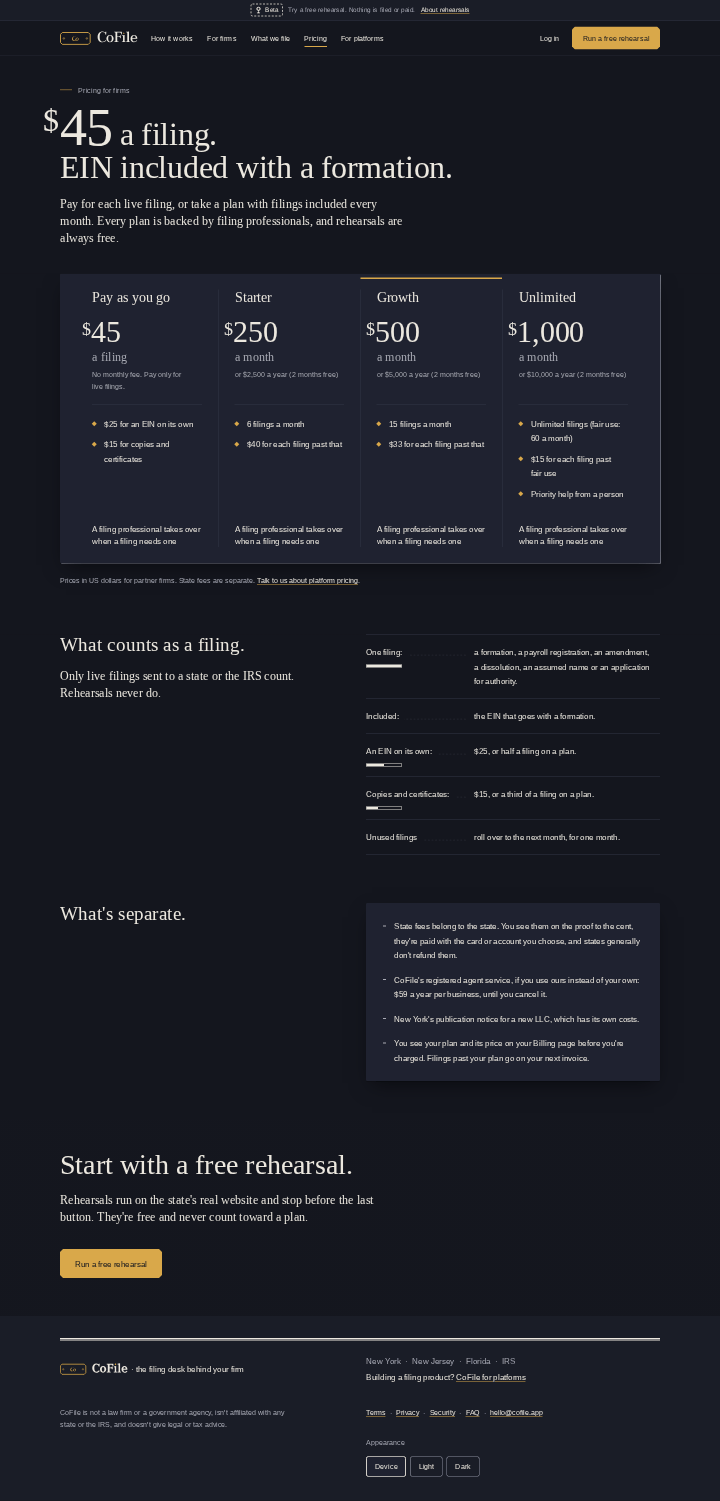 Beta Try a free rehearsal. Nothing is filed or paid. About rehearsals
Co CoFile How it works For firms What we file Pricing For platforms Log in Run a free rehearsal
Pricing for firms
$45 a filing.
EIN included with a formation.
Pay for each live filing, or take a plan with filings included every
month. Every plan is backed by filing professionals, and rehearsals are
always free.
Pay as you go
$45
a filing
No monthly fee. Pay only for
live filings.
$25 for an EIN on its own
$15 for copies and
certificates
A filing professional takes over
when a filing needs one
Starter
$250
a month
or $2,500 a year (2 months free)
6 filings a month
$40 for each filing past that
A filing professional takes over
when a filing needs one
Growth
$500
a month
or $5,000 a year (2 months free)
15 filings a month
$33 for each filing past that
A filing professional takes over
when a filing needs one
Unlimited
$1,000
a month
or $10,000 a year (2 months free)
Unlimited filings (fair use:
60 a month)
$15 for each filing past
fair use
Priority help from a person
A filing professional takes over
when a filing needs one
Prices in US dollars for partner firms. State fees are separate. Talk to us about platform pricing.
What counts as a filing.
Only live filings sent to a state or the IRS count.
Rehearsals never do.
One filing: a formation, a payroll registration, an amendment,
a dissolution, an assumed name or an application
for authority.
Included: the EIN that goes with a formation.
An EIN on its own: $25, or half a filing on a plan.
Copies and certificates: $15, or a third of a filing on a plan.
Unused filings roll over to the next month, for one month.
What's separate.
- State fees belong to the state. You see them on the proof to the cent,
they're paid with the card or account you choose, and states generally
don't refund them.
- CoFile's registered agent service, if you use ours instead of your own:
$59 a year per business, until you cancel it.
- New York's publication notice for a new LLC, which has its own costs.
- You see your plan and its price on your Billing page before you're
charged. Filings past your plan go on your next invoice.
Start with a free rehearsal.
Rehearsals run on the state's real website and stop before the last
button. They're free and never count toward a plan.
Run a free rehearsal
Co CoFile · the filing desk behind your firm
New York · New Jersey · Florida · IRS
Building a filing product? CoFile for platforms
CoFile is not a law firm or a government agency, isn't affiliated with any
state or the IRS, and doesn't give legal or tax advice.
Terms · Privacy · Security · FAQ · hello@cofile.app
Appearance
Device Light Dark